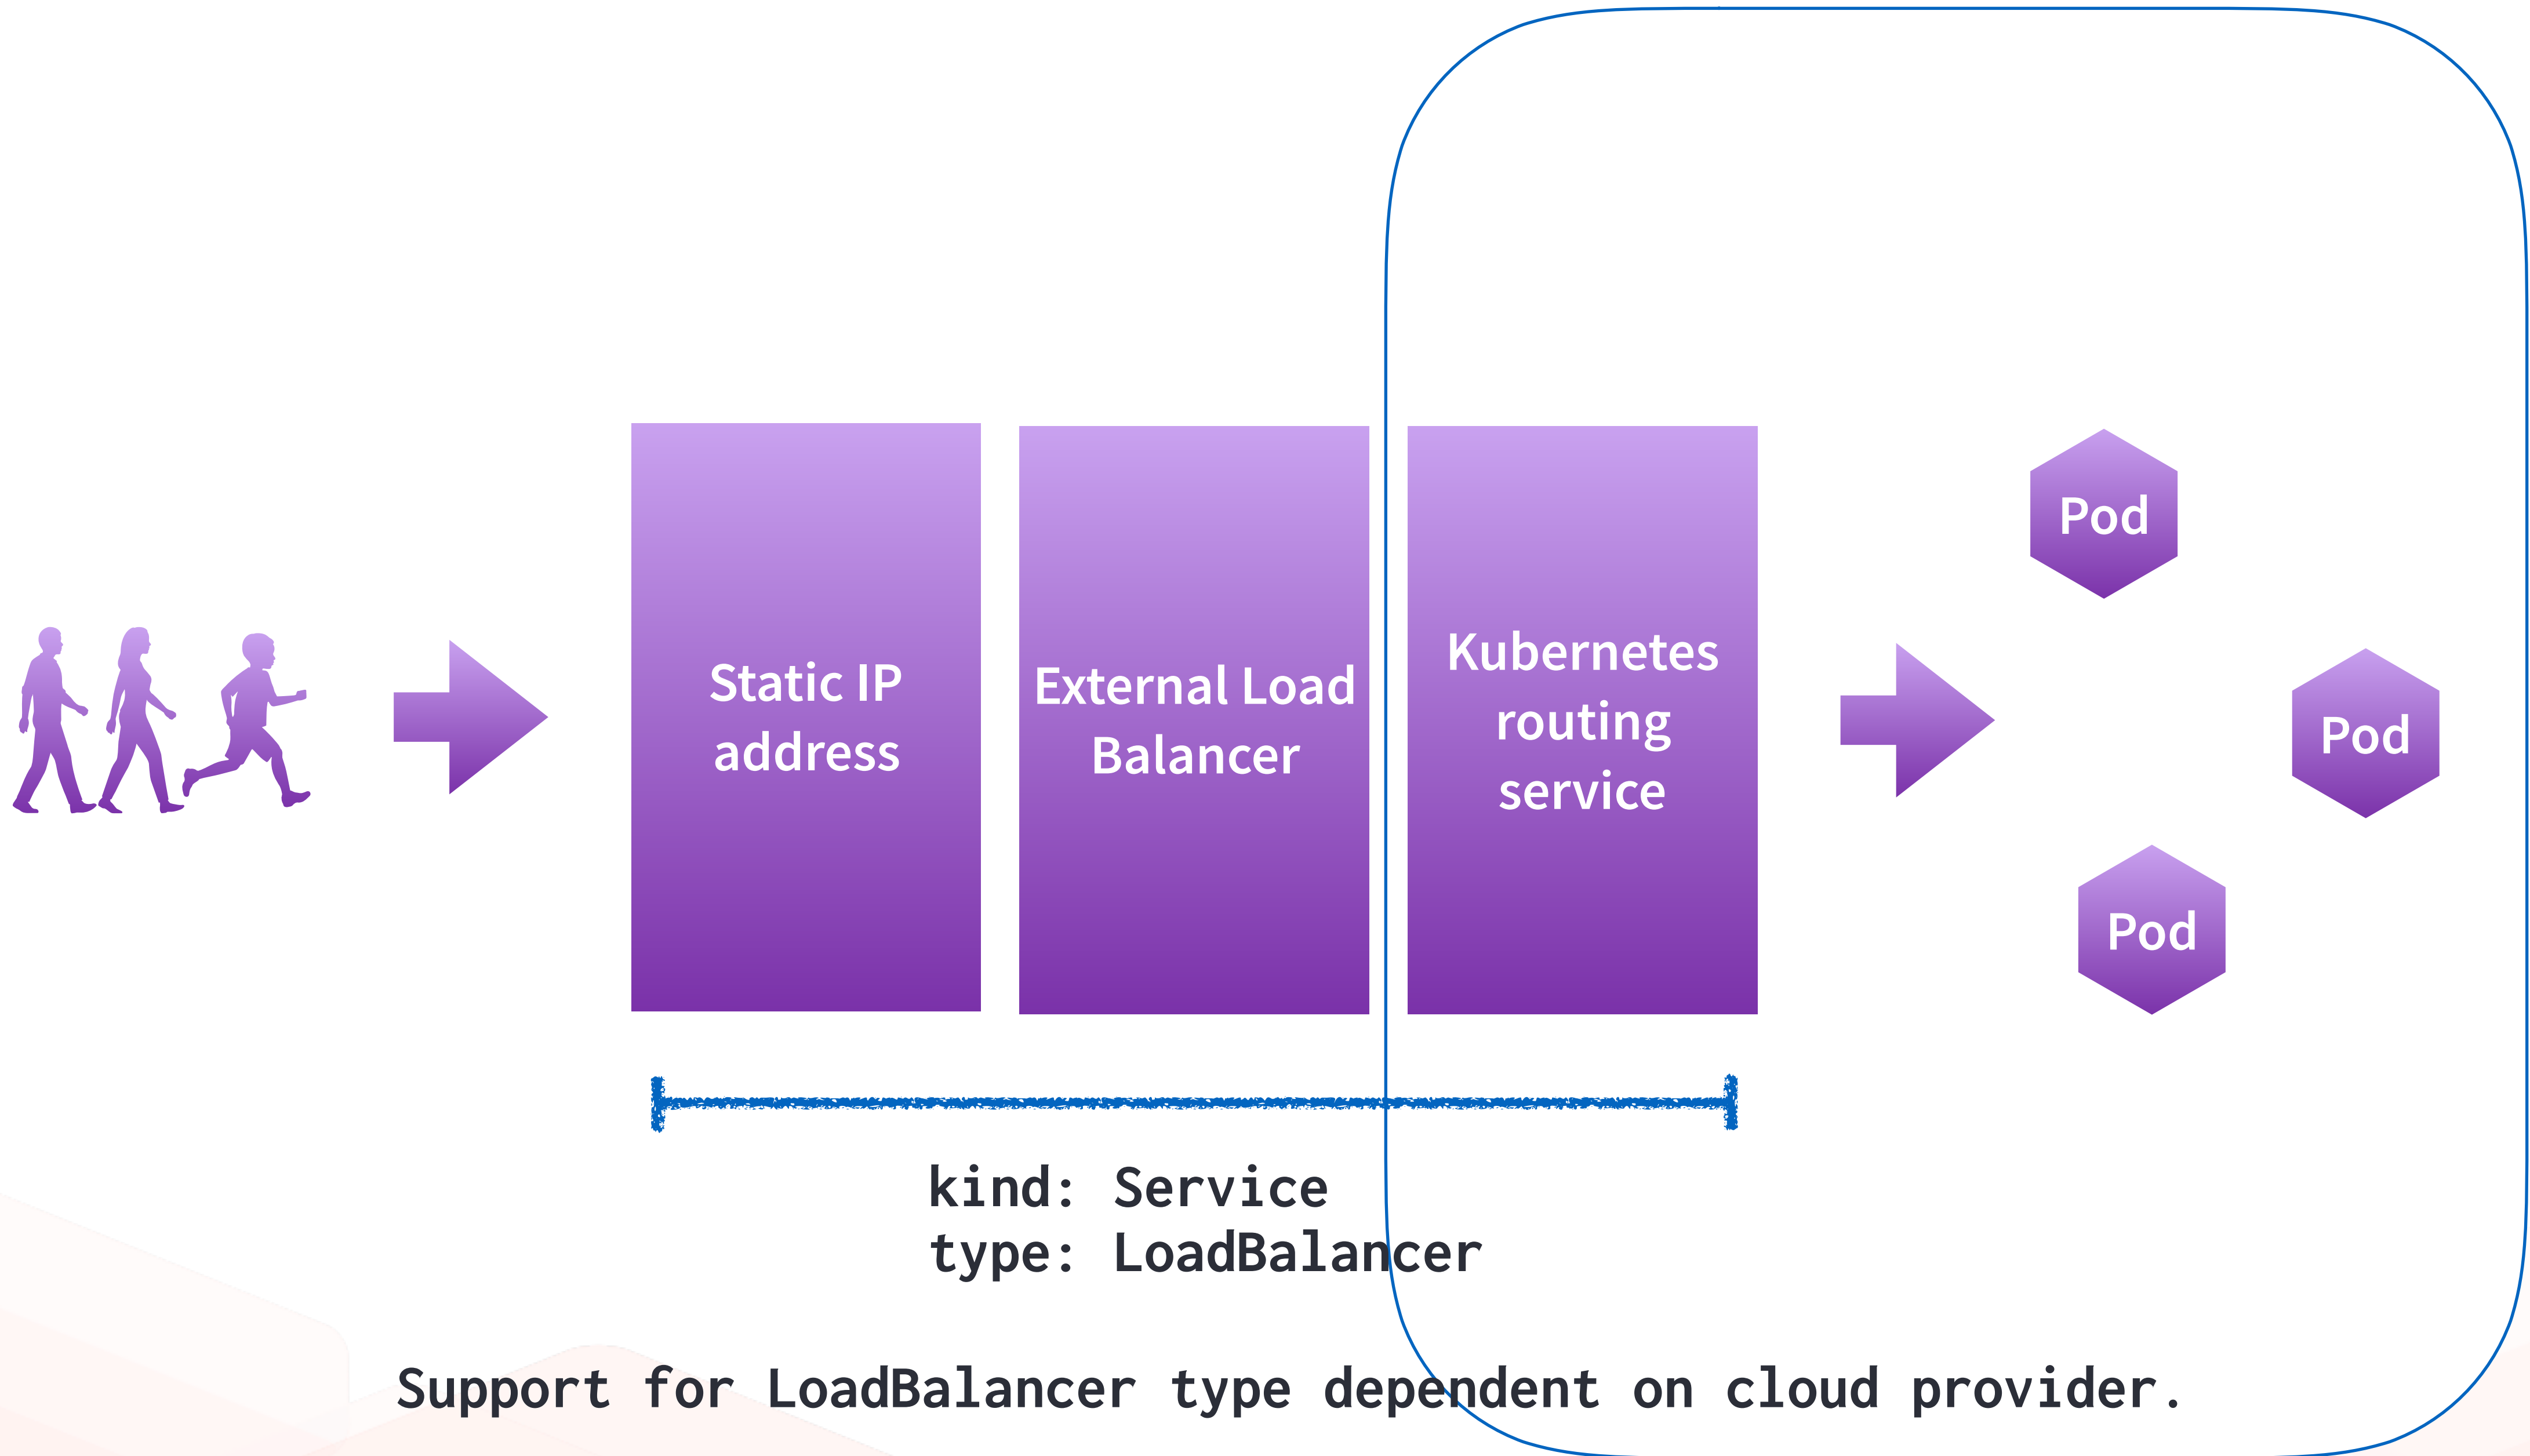 Static IP
address
External Load
Balancer
Kubernetes
routing
service
Pod
Pod
Pod
kind: Service
type: LoadBalancer
Support for LoadBalancer type dependent on cloud provider.